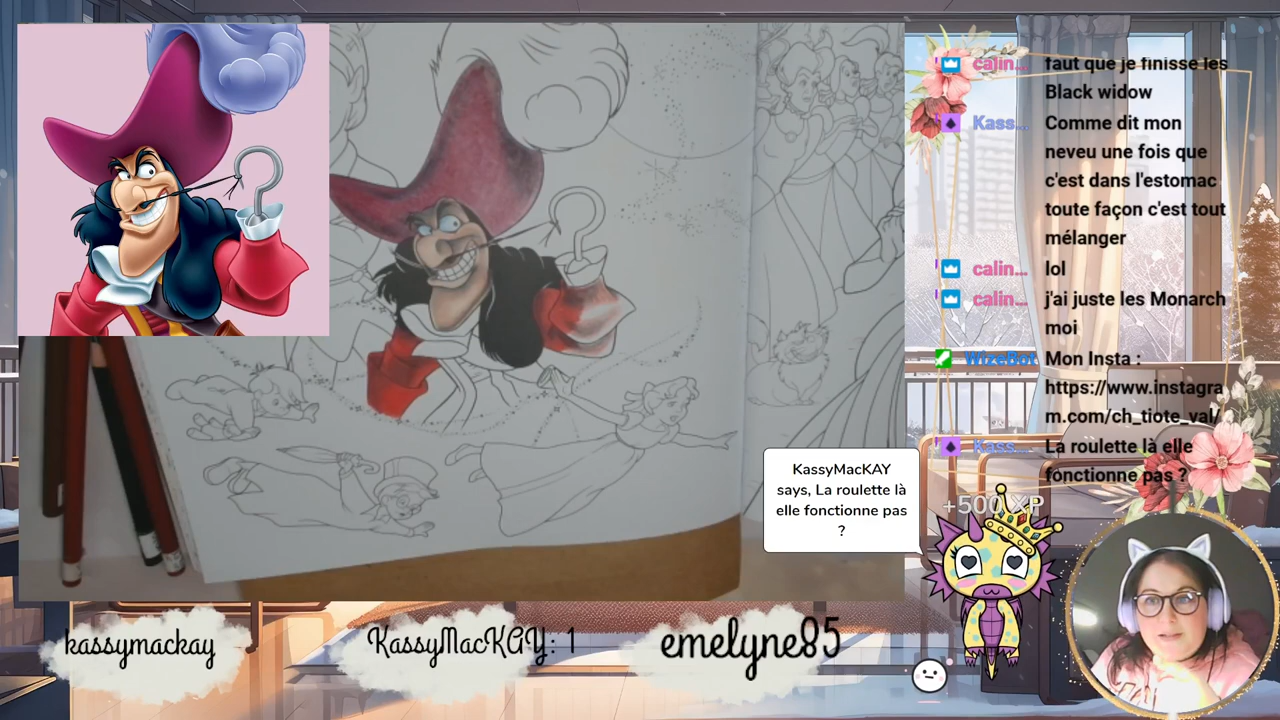 calin... faut que je finisse les
Black widow
Kass... Comme dit mon
neveu une fois que
c'est dans l'estomac
toute façon c'est tout
mélanger
calin... lol
calin... j'ai juste les Monarch
moi
WizeBot Mon Insta :
https://www.instagra
m.com/ch_tiote_val/
Kass... La roulette là elle
fonctionne pas ?
KassyMacKAY
says, La roulette là
elle fonctionne pas
?
+500 XP
kassymackay
KassyMacKAY: 1
emelyne85